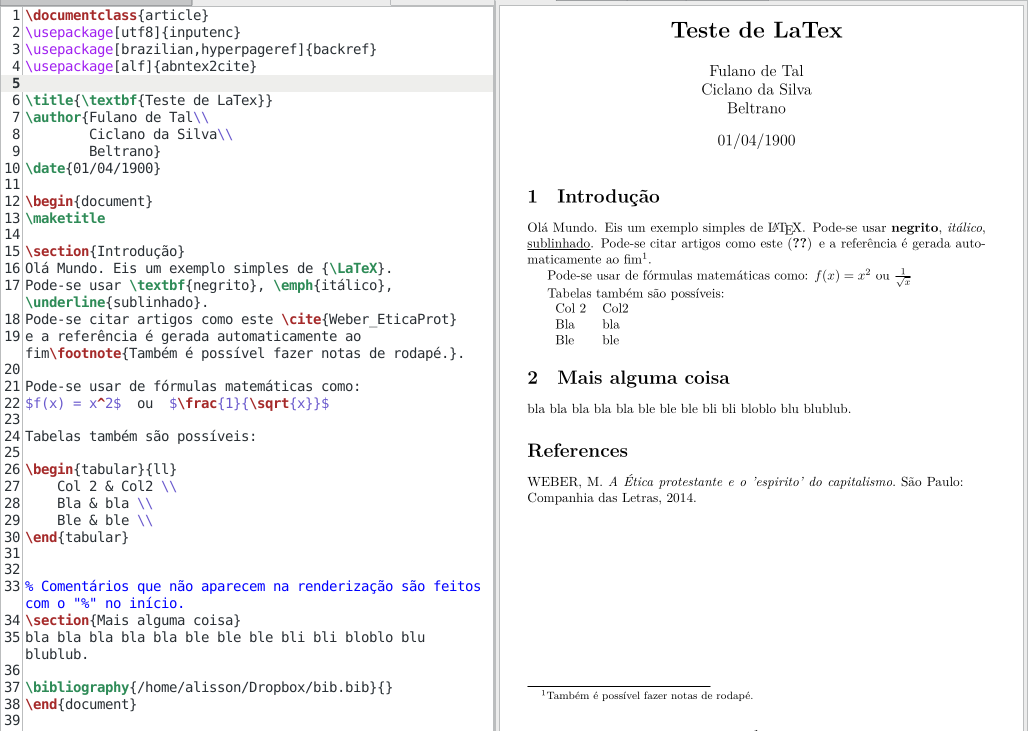 1 \documentclass{article}
2 \usepackage[utf8]{inputenc}
3 \usepackage[brazilian,hyperpageref]{backref}
4 \usepackage[alf]{abntex2cite}
5
6 \title{\textbf{Teste de LaTex}}
7 \author{Fulano de Tal\\
8 Ciclano da Silva\\
9 Beltrano}
10 \date{01/04/1900}
11
12 \begin{document}
13 \maketitle
14
15 \section{Introdução}
16 Olá Mundo. Eis um exemplo simples de {\LaTeX}.
17 Pode-se usar \textbf{negrito}, \emph{itálico},
\underline{sublinhado}.
18 Pode-se citar artigos como este \cite{Weber_EticaProt}
19 e a referência é gerada automaticamente ao
fim\footnote{Também é possível fazer notas de rodapé.}.
20
21 Pode-se usar de fórmulas matemáticas como:
22 $f(x) = x^2$ ou $\frac{1}{\sqrt{x}}$
23
24 Tabelas também são possíveis:
25
26 \begin{tabular}{ll}
27 Col 2 & Col2 \\
28 Bla & bla \\
29 Ble & ble \\
30 \end{tabular}
31
32
33 % Comentários que não aparecem na renderização são feitos
com o "%" no início.
34 \section{Mais alguma coisa}
35 bla bla bla bla bla ble ble ble bli bli bloblo blu
blublub.
36
37 \bibliography{/home/alisson/Dropbox/bib.bib}{}
38 \end{document}
39
Teste de LaTex
Fulano de Tal
Ciclano da Silva
Beltrano
01/04/1900
1 Introdução
Olá Mundo. Eis um exemplo simples de LATEX. Pode-se usar negrito, itálico,
sublinhado. Pode-se citar artigos como este (??) e a referência é gerada auto-
maticamente ao fim¹.
Pode-se usar de fórmulas matemáticas como: f(x) = x² ou 1/√x
Tabelas também são possíveis:
Col 2 Col2
Bla bla
Ble ble
2 Mais alguma coisa
bla bla bla bla bla ble ble ble bli bli bloblo blu blublub.
References
WEBER, M. A Ética protestante e o 'espirito' do capitalismo. São Paulo:
Companhia das Letras, 2014.
¹Também é possível fazer notas de rodapé.